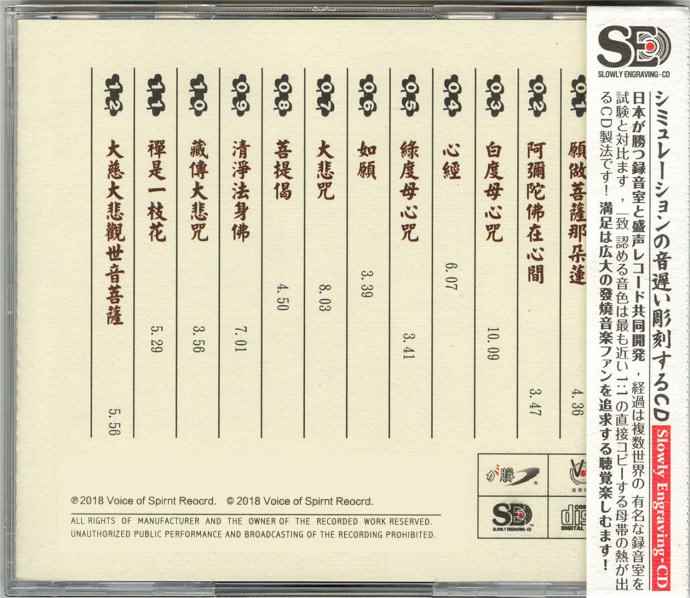 SED
SLOWLY ENGRAVING-CD
シミュレーションの音遅い彫刻するCD Slowly Engraving-CD
日本が勝つ録音室と盛声レコード共同開発，経過は複数世界の 有名な録音室を
試験と対比ます，一致 認める音色は最も近い 1:1 の直接コピーする母帯の熱が出
るCD製法です！満足は広大の發燒音楽ファンを追求する聴覚楽しむます！
01 願做菩薩那朵蓮 4.36
02 阿彌陀佛在心間 3.47
03 白度母心咒 10.09
04 心經 6.07
05 綠度母心咒 3.41
06 如願 3.39
07 大悲咒 8.03
08 菩提偈 4.50
09 清淨法身佛 7.01
10 藏傳大悲咒 3.56
11 禪是一枝花 5.29
12 大慈大悲觀世音菩薩 5.56
が勝
SED
SLOWLY ENGRAVING-CD
℗2018 Voice of Spirnt Reocrd. © 2018 Voice of Spirnt Reocrd.
ALL RIGHTS OF MANUFACTURER AND THE OWNER OF THE RECORDED WORK RESERVED.
UNAUTHORIZED PUBLIC PERFORMANCE AND BROADCASTING OF THE RECORDING PROHIBITED.